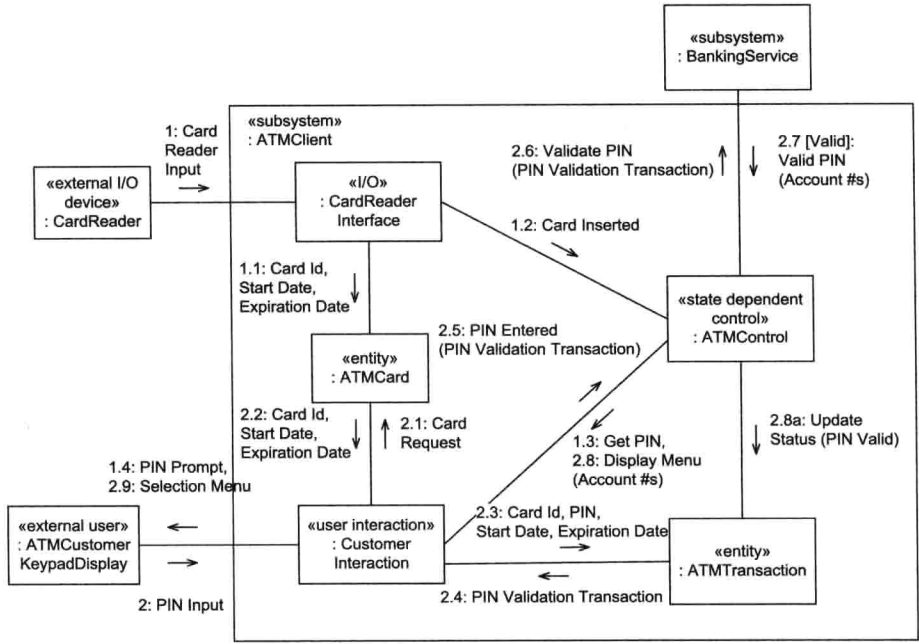 «subsystem»
: BankingService
«subsystem»
: ATMClient
1: Card
Reader
Input
2.6: Validate PIN
(PIN Validation Transaction)
2.7 [Valid]:
Valid PIN
(Account #s)
«external I/O
device»
: CardReader
«I/O»
: CardReader
Interface
1.2: Card Inserted
1.1: Card Id,
Start Date,
Expiration Date
«state dependent
control»
: ATMControl
2.5: PIN Entered
(PIN Validation Transaction)
«entity»
: ATMCard
2.2: Card Id,
Start Date,
Expiration Date
2.1: Card
Request
2.8a: Update
Status (PIN Valid)
1.3: Get PIN,
2.8: Display Menu
(Account #s)
1.4: PIN Prompt,
2.9: Selection Menu
«external user»
: ATMCustomer
KeypadDisplay
«user interaction»
: Customer
Interaction
2.3: Card Id, PIN,
Start Date, Expiration Date
«entity»
: ATMTransaction
2: PIN Input
2.4: PIN Validation Transaction